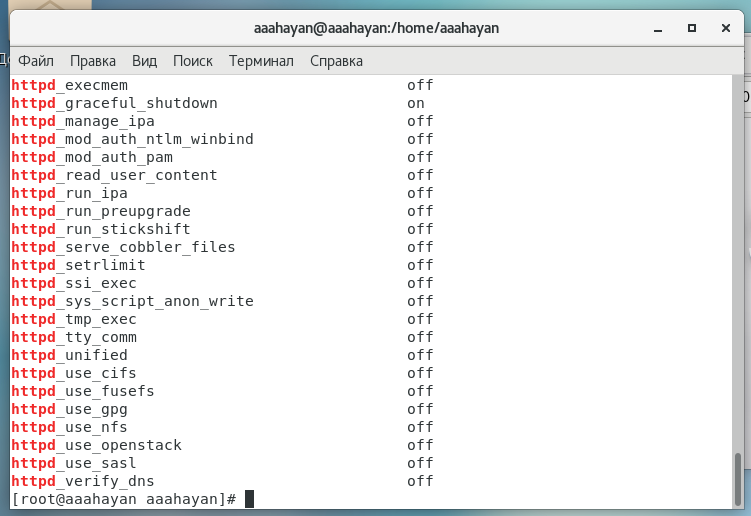 aaahayan@aaahayan:/home/aaahayan
Файл Правка Вид Поиск Терминал Справка
httpd_execmem off
httpd_graceful_shutdown on
httpd_manage_ipa off
httpd_mod_auth_ntlm_winbind off
httpd_mod_auth_pam off
httpd_read_user_content off
httpd_run_ipa off
httpd_run_preupgrade off
httpd_run_stickshift off
httpd_serve_cobbler_files off
httpd_setrlimit off
httpd_ssi_exec off
httpd_sys_script_anon_write off
httpd_tmp_exec off
httpd_tty_comm off
httpd_unified off
httpd_use_cifs off
httpd_use_fusefs off
httpd_use_gpg off
httpd_use_nfs off
httpd_use_openstack off
httpd_use_sasl off
httpd_verify_dns off
[root@aaahayan aaahayan]#